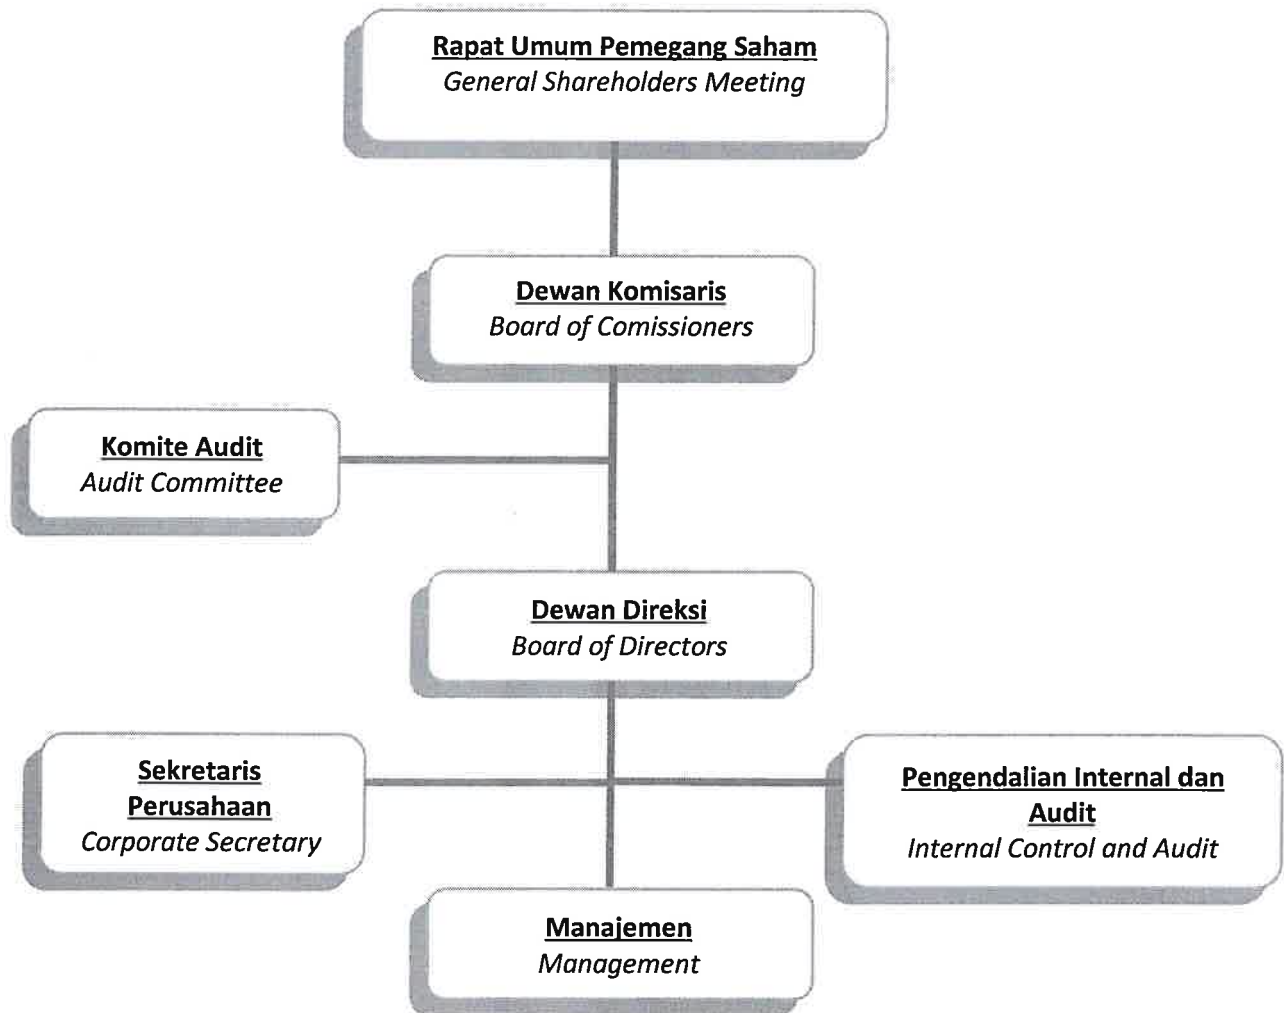 Rapat Umum Pemegang Saham
General Shareholders Meeting
Dewan Komisaris
Board of Comissioners
Komite Audit
Audit Committee
Dewan Direksi
Board of Directors
Sekretaris
Perusahaan
Corporate Secretary
Pengendalian Internal dan
Audit
Internal Control and Audit
Manajemen
Management